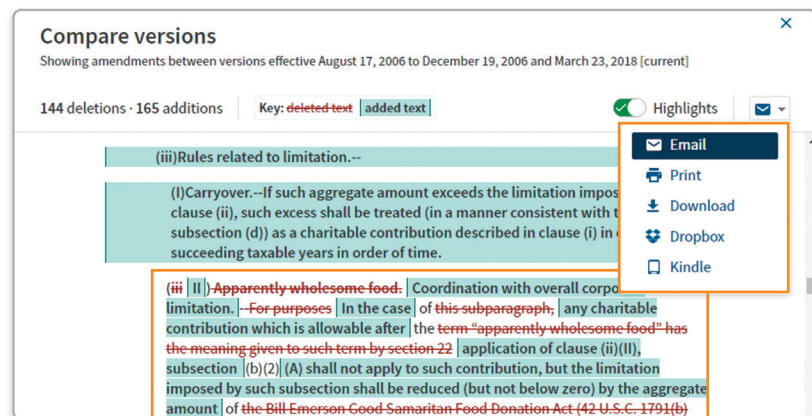 Compare versions
Showing amendments between versions effective August 17, 2006 to December 19, 2006 and March 23, 2018 [current]
144 deletions · 165 additions Key: deleted text added text Highlights
Email
Print
Download
Dropbox
Kindle
(iii)Rules related to limitation.--
(I)Carryover.--If such aggregate amount exceeds the limitation
clause (ii), such excess shall be treated (in a manner consistent with
subsection (d)) as a charitable contribution described in clause (i) in
succeeding taxable years in order of time.
(iii II) Apparently wholesome food. Coordination with overall
limitation. --For purposes In the case of this subparagraph, any charitable
contribution which is allowable after the term “apparently wholesome food” has
the meaning given to such term by section 22 application of clause (ii)(II),
subsection (b)(2) (A) shall not apply to such contribution, but the limitation
imposed by such subsection shall be reduced (but not below zero) by the aggregate
amount of the Bill Emerson Good Samaritan Food Donation Act (42 U.S.C. 1791(b)